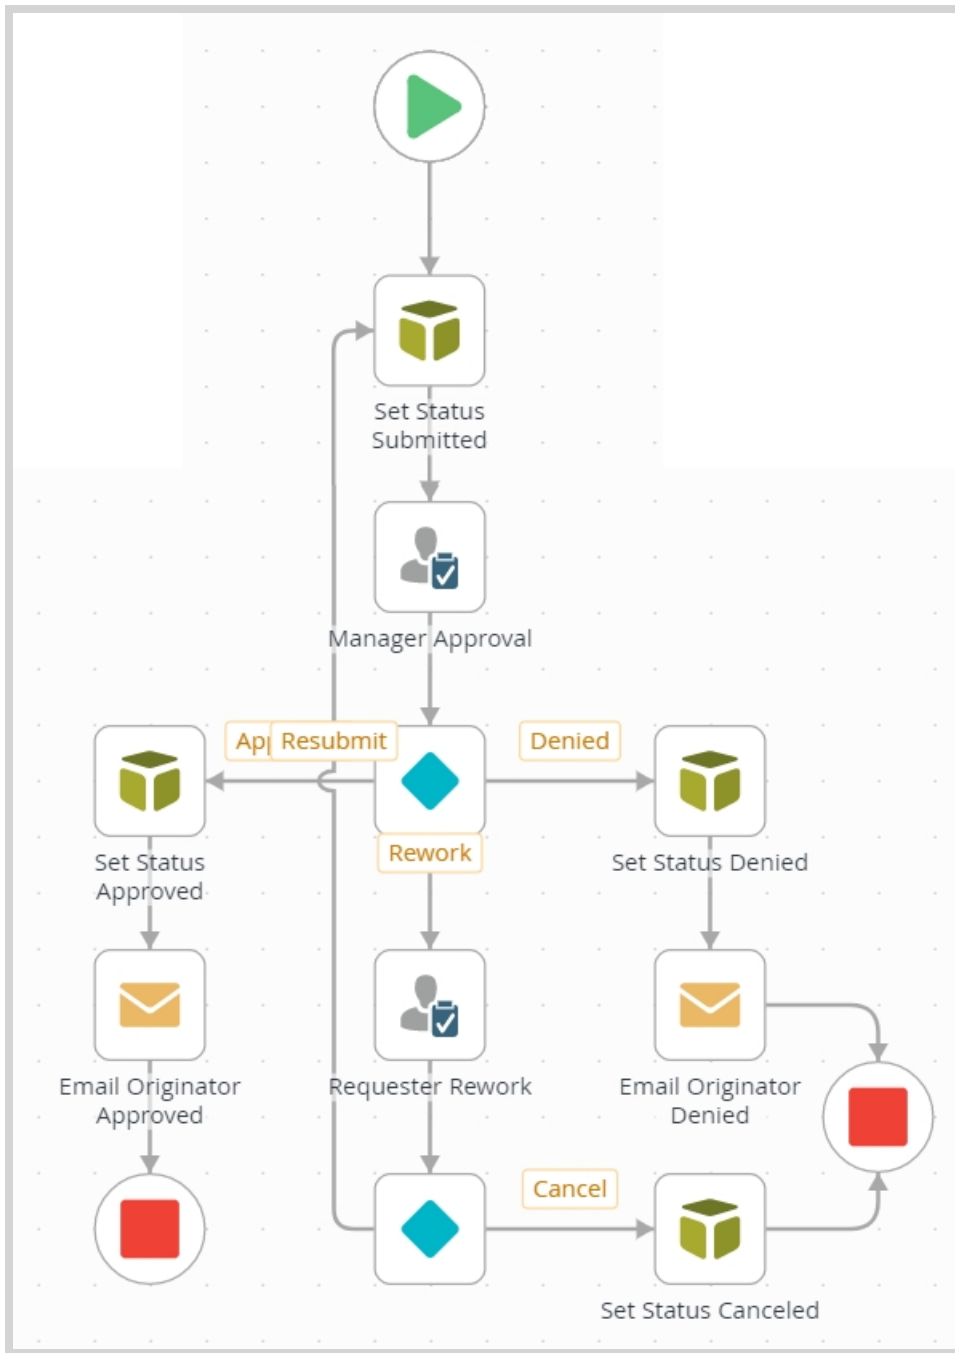 Set Status
Submitted
Manager Approval
Resubmit
Denied
Rework
Set Status
Approved
Set Status Denied
Email Originator
Approved
Requester Rework
Email Originator
Denied
Cancel
Set Status Canceled